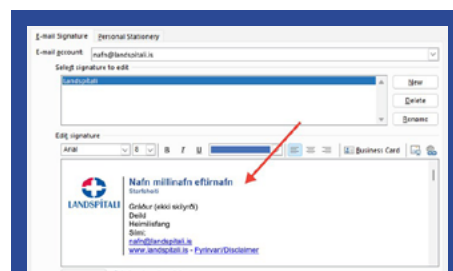 E-mail Signature Personal Stationery
E-mail account: nafn@landspitali.is
Select signature to edit
Landspitali
New
Delete
Rename
Edit signature
Arial 8 B I U Business Card
LANDSPÍTALI
Nafn millinafn eftirnafn
Starfsheiti
Gráður (ekki skilyrði)
Deild
Heimilisfang
Sími:
nafn@landspitali.is
www.landspitali.is - Fyrirvari/Disclaimer